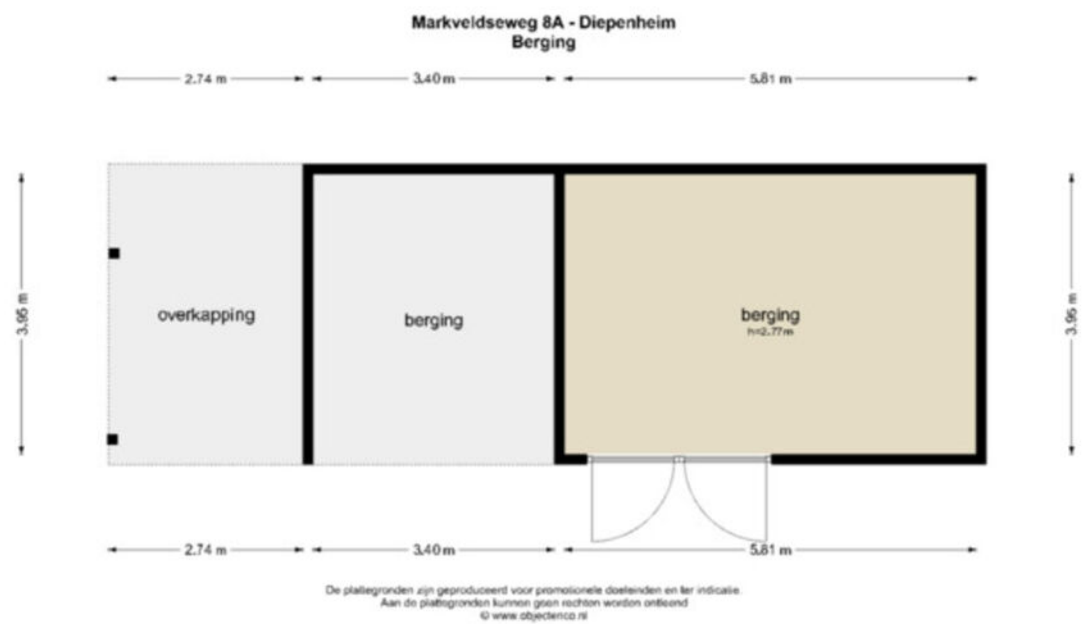 Markveldseweg 8A - Diepenheim
Berging
2.74 m
3.40 m
5.81 m
3.95 m
3.95 m
overkapping
berging
berging
h=2.77m
2.74 m
3.40 m
5.81 m
De plattegronden zijn geproduceerd voor promotionele doeleinden en ter indicatie.
Aan de plattegronden kunnen geen rechten worden ontleend
© www.objectenco.nl